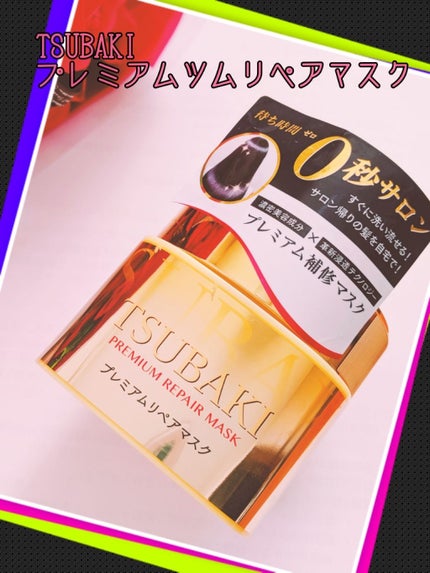 TSUBAKI
プレミアムツムリペアマスク
待ち時間ゼロ
0秒サロン
すぐに洗い流せる!
サロン帰りの髪を自宅で!
濃密美容成分×革新浸透テクノロジー
プレミアム補修マスク
TSUBAKI
PREMIUM REPAIR MASK
プレミアムリペアマスク